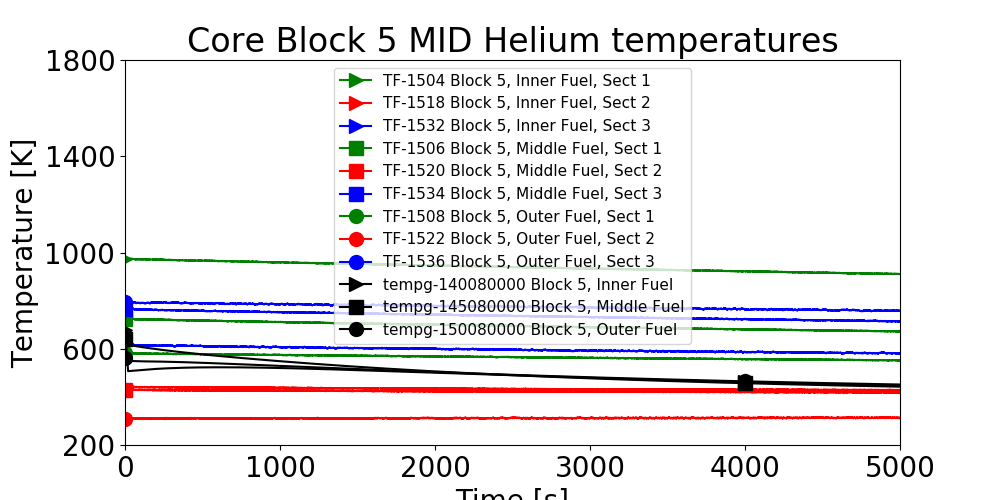 Core Block 5 MID Helium temperatures
1800
1400
1000
600
200
Temperature [K]
TF-1504 Block 5, Inner Fuel, Sect 1
TF-1518 Block 5, Inner Fuel, Sect 2
TF-1532 Block 5, Inner Fuel, Sect 3
TF-1506 Block 5, Middle Fuel, Sect 1
TF-1520 Block 5, Middle Fuel, Sect 2
TF-1534 Block 5, Middle Fuel, Sect 3
TF-1508 Block 5, Outer Fuel, Sect 1
TF-1522 Block 5, Outer Fuel, Sect 2
TF-1536 Block 5, Outer Fuel, Sect 3
tempg-140080000 Block 5, Inner Fuel
tempg-145080000 Block 5, Middle Fuel
tempg-150080000 Block 5, Outer Fuel
0 1000 2000 3000 4000 5000
Time [s]